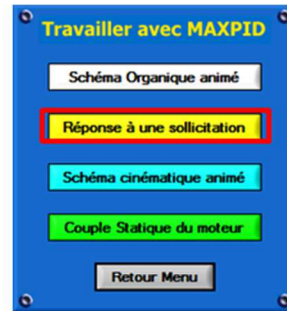 Travailler avec MAXPID
Schéma Organique animé
Réponse à une sollicitation
Schéma cinématique animé
Couple Statique du moteur
Retour Menu